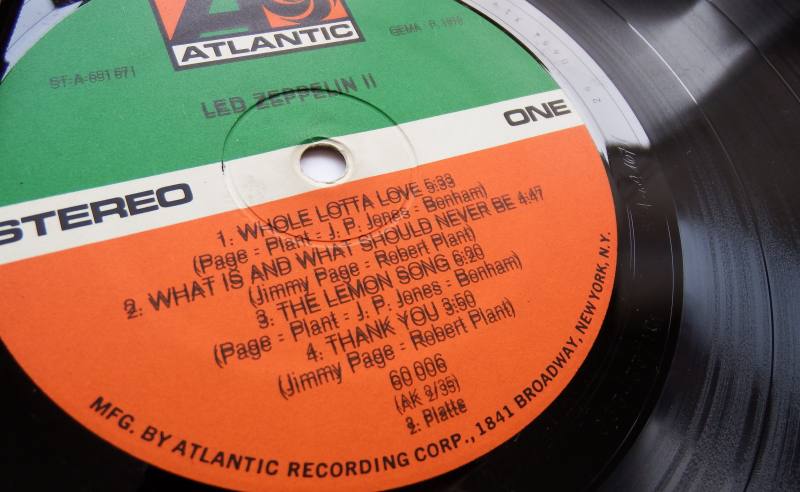 ATLANTIC
ST-A-691671
GEMA
LED ZEPPELIN II
STEREO
ONE
1. WHOLE LOTTA LOVE 5:33
(Page - Plant - J. P. Jones - Bonham)
2. WHAT IS AND WHAT SHOULD NEVER BE 4:47
(Jimmy Page - Robert Plant)
3. THE LEMON SONG 6:20
(Page - Plant - J. P. Jones - Bonham)
4. THANK YOU 3:50
(Jimmy Page - Robert Plant)
60 006
(AK 2/35)
2. Platte
MFG. BY ATLANTIC RECORDING CORP., 1841 BROADWAY, NEW YORK, N.Y.